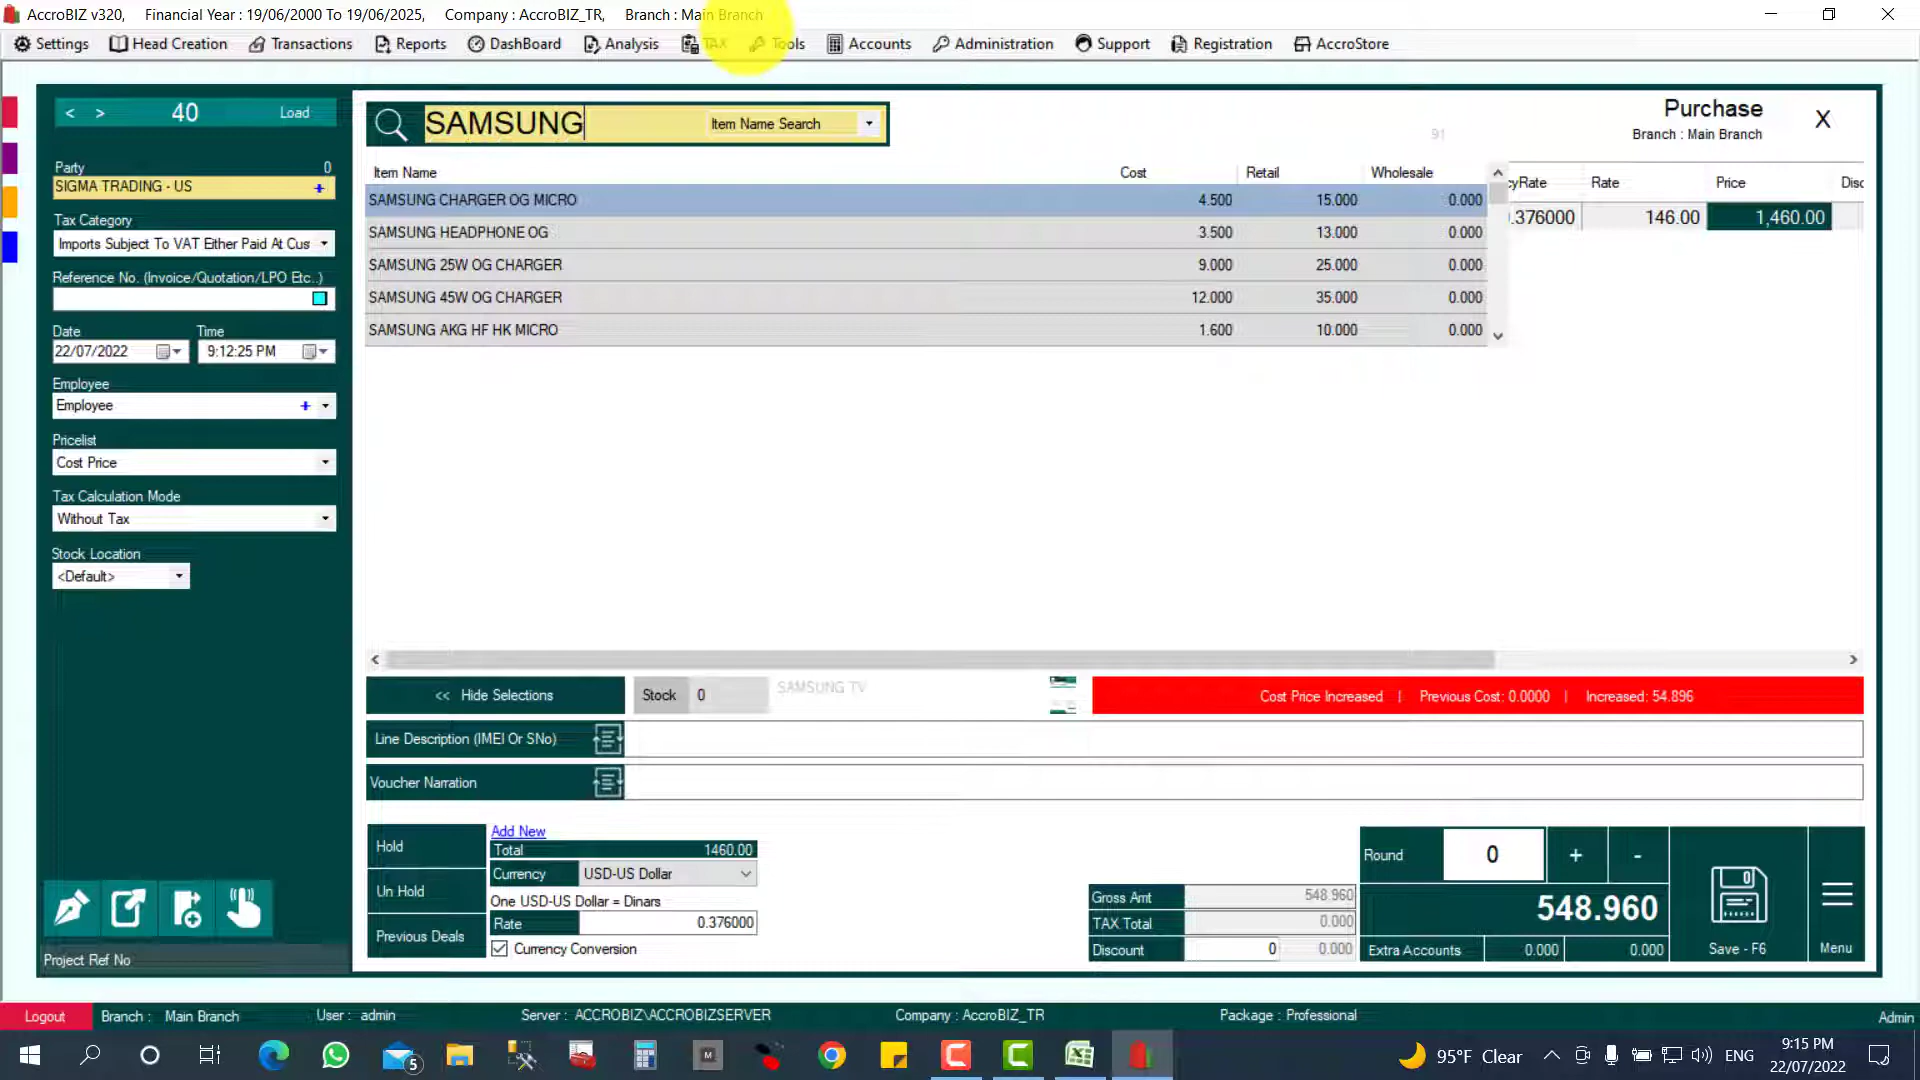 AccroBIZ v320, Financial Year : 19/06/2000 To 19/06/2025, Company : AccroBIZ_TR, Branch : Main Branch
Settings Head Creation Transactions Reports DashBoard Analysis TAX Tools Accounts Administration Support Registration AccroStore
< > 40 Load
SAMSUNG Item Name Search
91
Purchase
Branch : Main Branch
X
Party 0
SIGMA TRADING - US +
Tax Category
Imports Subject To VAT Either Paid At Cus
Reference No. (Invoice/Quotation/LPO Etc..)
Date Time
22/07/2022 9:12:25 PM
Employee
Employee +
Pricelist
Cost Price
Tax Calculation Mode
Without Tax
Stock Location
<Default>
Project Ref No
Item Name Cost Retail Wholesale
SAMSUNG CHARGER OG MICRO 4.500 15.000 0.000
SAMSUNG HEADPHONE OG 3.500 13.000 0.000
SAMSUNG 25W OG CHARGER 9.000 25.000 0.000
SAMSUNG 45W OG CHARGER 12.000 35.000 0.000
SAMSUNG AKG HF HK MICRO 1.600 10.000 0.000
cyRate Rate Price Disc
.376000 146.00 1,460.00
<< Hide Selections Stock 0 SAMSUNG TV
Cost Price Increased | Previous Cost: 0.0000 | Increased: 54.896
Line Description (IMEI Or SNo)
Voucher Narration
Hold
Un Hold
Previous Deals
Add New
Total 1460.00
Currency USD-US Dollar
One USD-US Dollar = Dinars
Rate 0.376000
Currency Conversion
Gross Amt 548.960
TAX Total 0.000
Discount 0 0.000
Round 0 + -
548.960
Extra Accounts 0.000 0.000
Save - F6
Menu
Logout Branch : Main Branch User : admin Server : ACCROBIZ\ACCROBIZSERVER Company : AccroBIZ_TR Package : Professional Admin
5
M
95°F Clear ENG
9:15 PM
22/07/2022